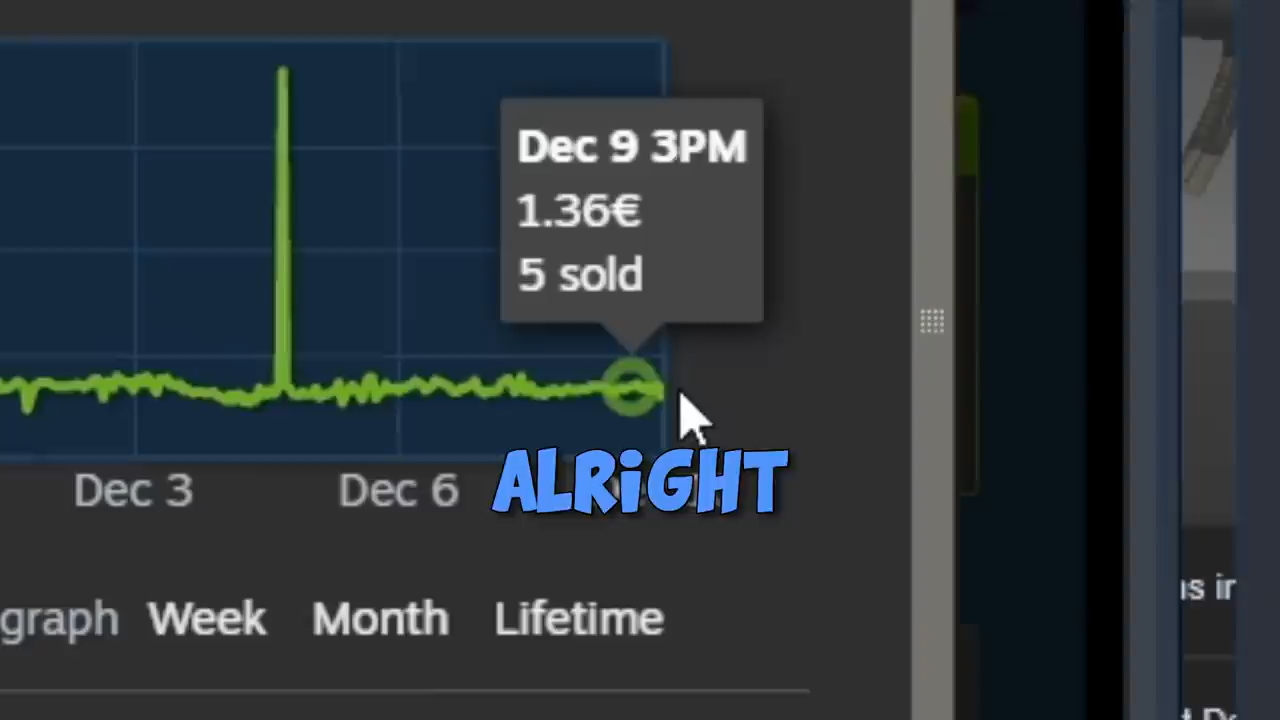 Dec 9 3PM
1.36€
5 sold
Dec 3 Dec 6
ALRiGHT
graph Week Month Lifetime